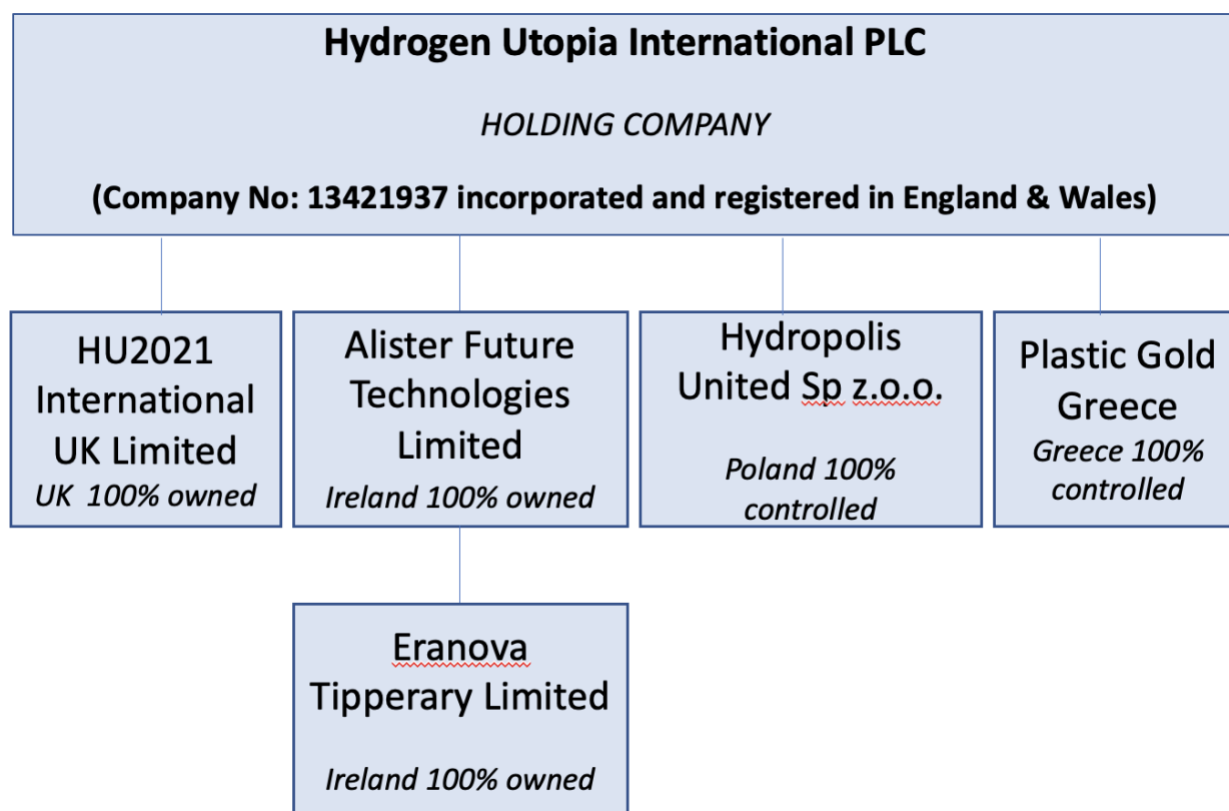 Hydrogen Utopia International PLC
HOLDING COMPANY
(Company No: 13421937 incorporated and registered in England & Wales)
HU2021
International
UK Limited
UK 100% owned
Alister Future
Technologies
Limited
Ireland 100% owned
Hydropolis
United Sp z.o.o.
Poland 100%
controlled
Plastic Gold
Greece
Greece 100%
controlled
Eranova
Tipperary Limited
Ireland 100% owned